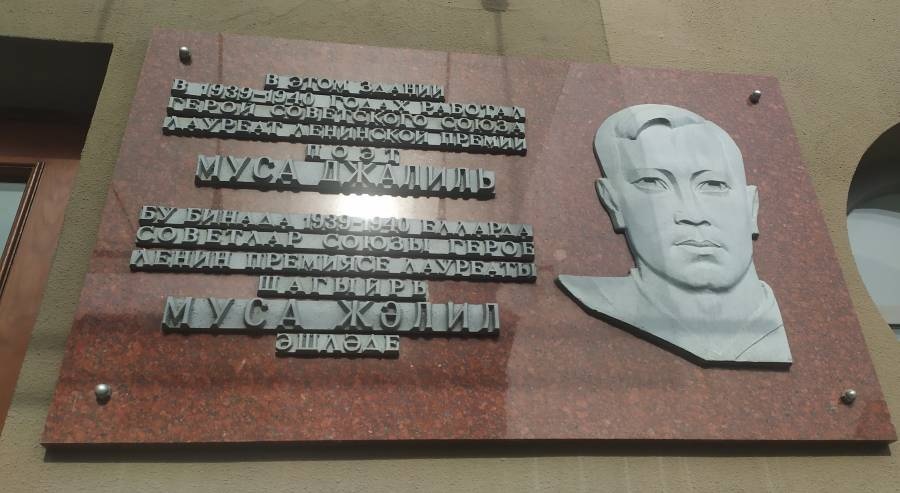 В ЭТОМ ЗДАНИИ
В 1939–1940 ГОДАХ РАБОТАЛ
ГЕРОЙ СОВЕТСКОГО СОЮЗА
ЛАУРЕАТ ЛЕНИНСКОЙ ПРЕМИИ
ПОЭТ
МУСА ДЖАЛИЛЬ
БУ БИНАДА 1939–1940 ЕЛЛАРДА
СОВЕТЛАР СОЮЗЫ ГЕРОЕ
ЛЕНИН ПРЕМИЯСЕ ЛАУРЕАТЫ
ШАГЫЙРЬ
МУСА ҖӘЛИЛ
ЭШЛӘДЕ